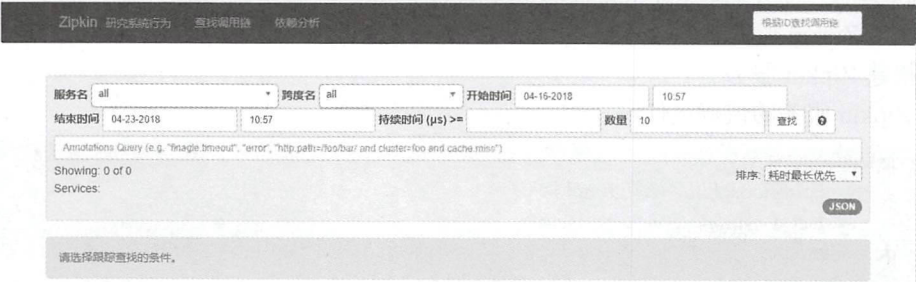 Zipkin 研究系统行为 查找调用链 依赖分析 根据ID查找调用链
服务名 all 跨度名 all 开始时间 04-16-2018 10:57
结束时间 04-23-2018 10:57 持续时间 (μs) >= 数量 10 查找
Annotations Query (e.g. "finagle.timeout", "error", "http.path=/foo/bar/ and cluster=foo and cache.miss")
Showing: 0 of 0
排序: 耗时最长优先
Services:
JSON
请选择跟踪查找的条件。